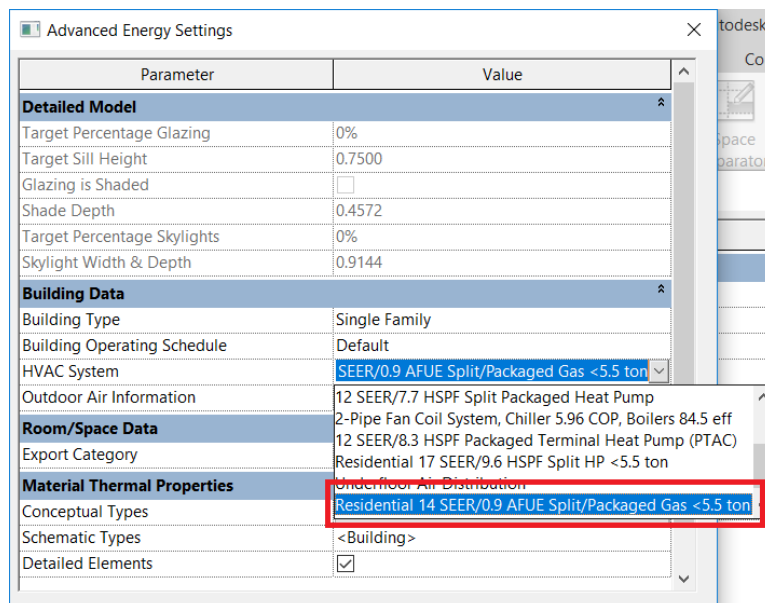 Advanced Energy Settings
todesk
Co
Parameter Value
Detailed Model
Target Percentage Glazing 0%
Space
parato
Target Sill Height 0.7500
Glazing is Shaded
Shade Depth 0.4572
Target Percentage Skylights 0%
Skylight Width & Depth 0.9144
Building Data
Building Type Single Family
Building Operating Schedule Default
HVAC System SEER/0.9 AFUE Split/Packaged Gas <5.5 ton
Outdoor Air Information
12 SEER/7.7 HSPF Split Packaged Heat Pump
2-Pipe Fan Coil System, Chiller 5.96 COP, Boilers 84.5 eff
Room/Space Data
12 SEER/8.3 HSPF Packaged Terminal Heat Pump (PTAC)
Export Category
Residential 17 SEER/9.6 HSPF Split HP <5.5 ton
Material Thermal Properties
Underfloor Air Distribution
Conceptual Types
Residential 14 SEER/0.9 AFUE Split/Packaged Gas <5.5 ton
Schematic Types <Building>
Detailed Elements